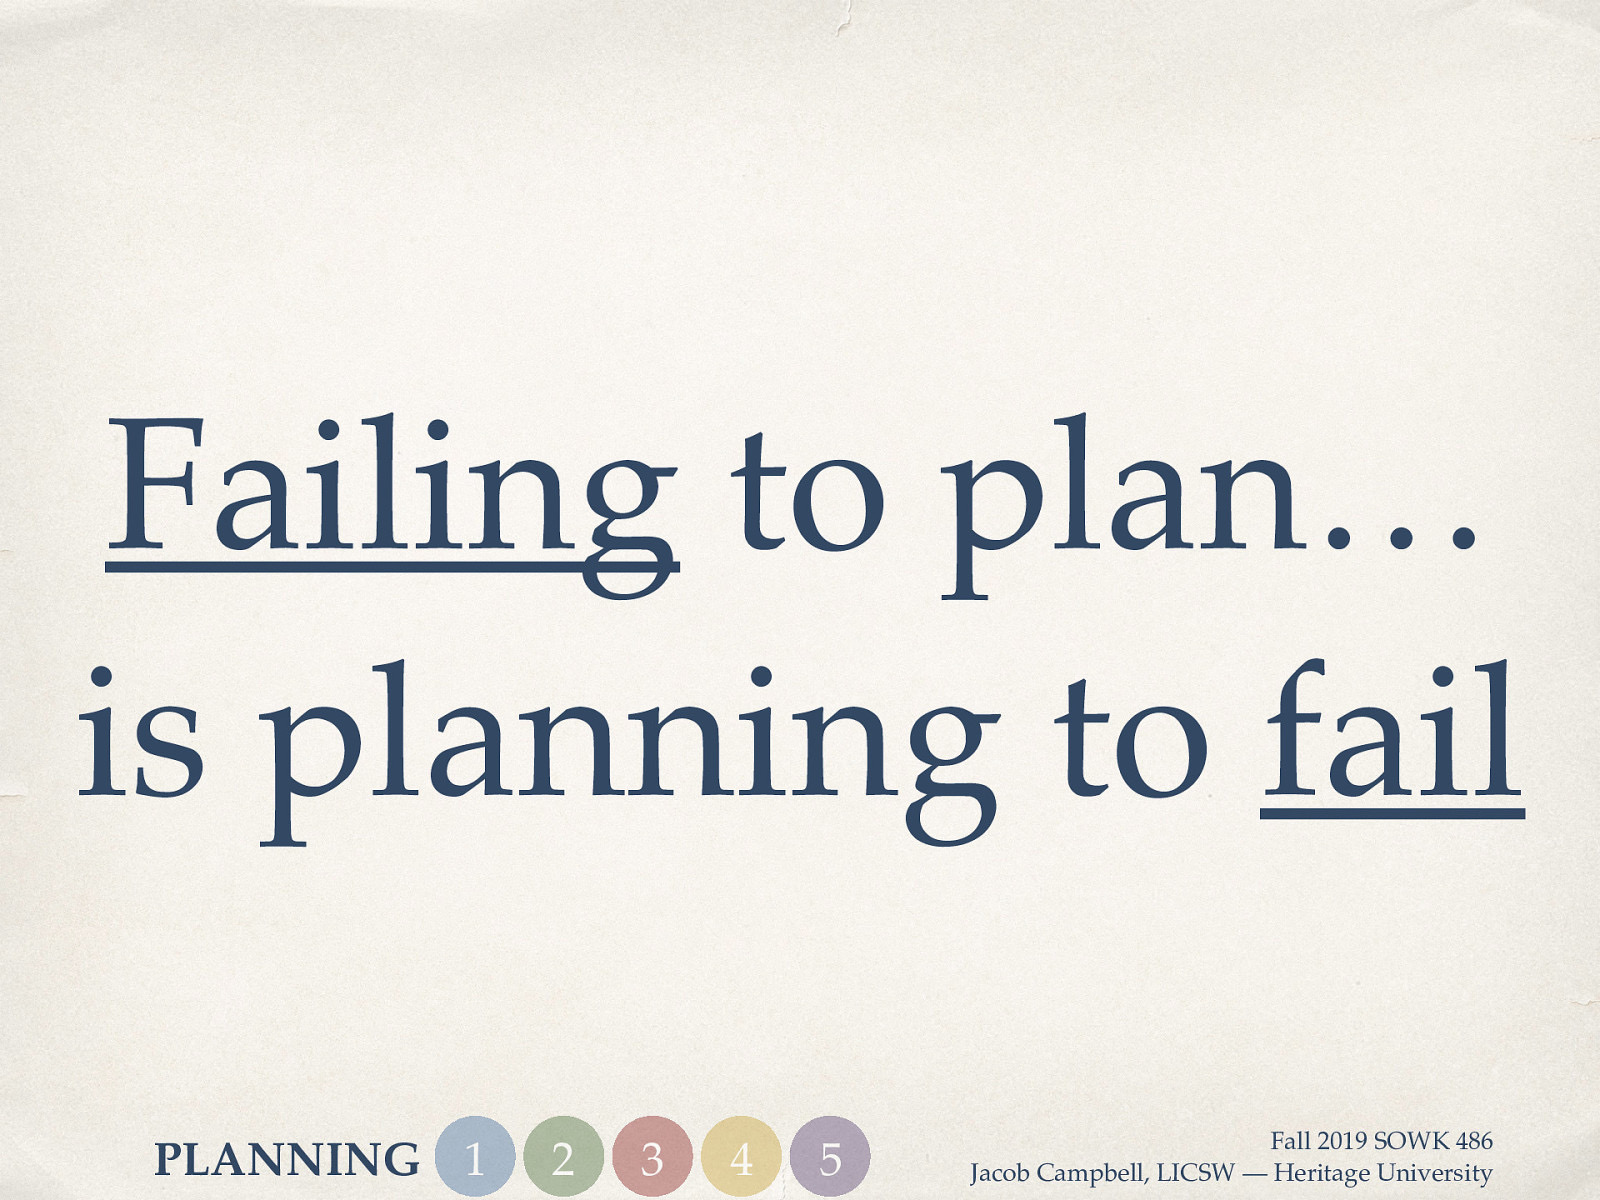 Failing to plan…
is planning to fail
PLANNING 1 2 3 4 5
Fall 2019 SOWK 486
Jacob Campbell, LICSW — Heritage University